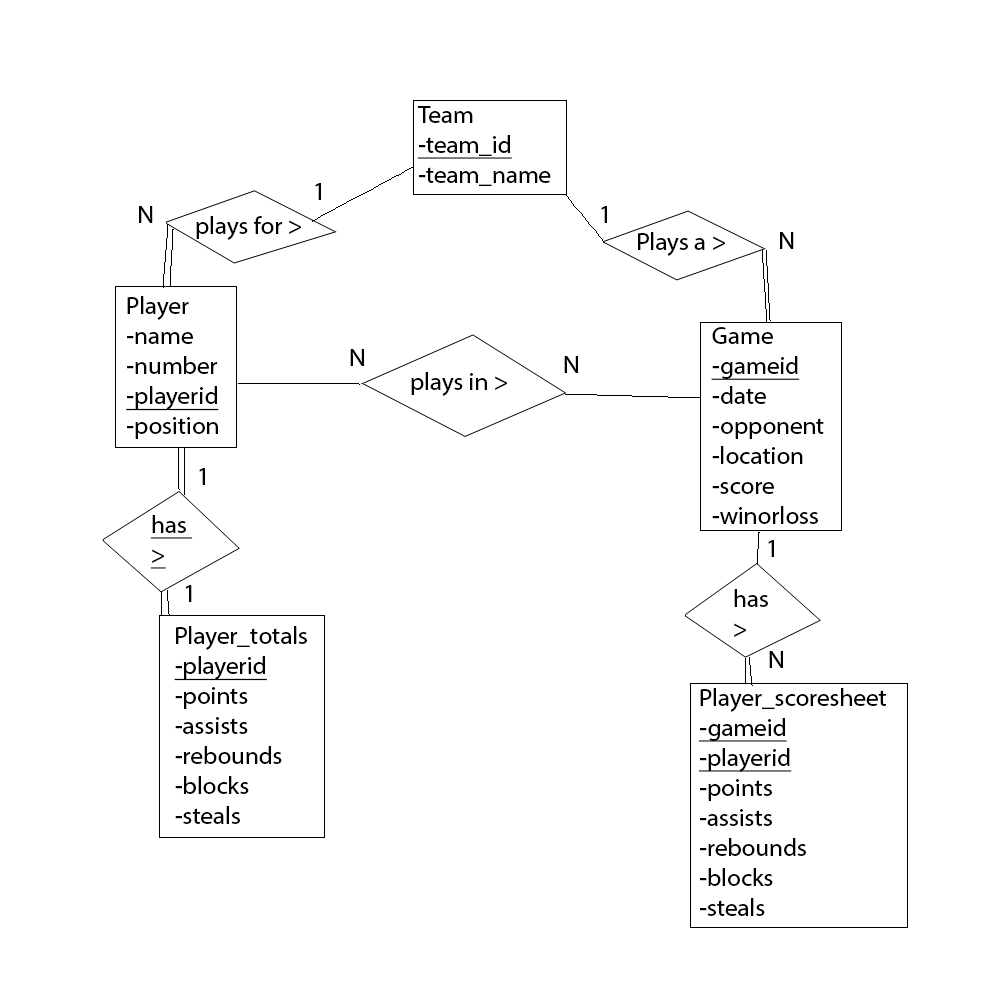 Team
-team_id
-team_name
1
N
plays for >
1
Plays a >
N
Player
-name
-number
-playerid
-position
N
plays in >
N
Game
-gameid
-date
-opponent
-location
-score
-winorloss
1
has
>
1
Player_totals
-playerid
-points
-assists
-rebounds
-blocks
-steals
1
has
>
N
Player_scoresheet
-gameid
-playerid
-points
-assists
-rebounds
-blocks
-steals